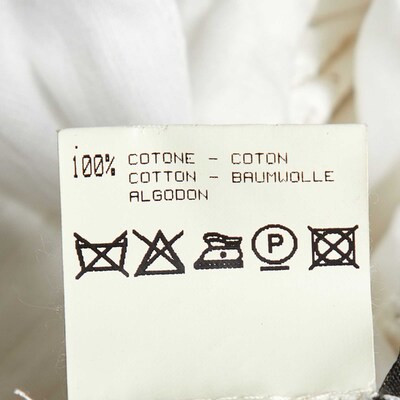 100% COTONE - COTON
COTTON - BAUMWOLLE
ALGODON
P